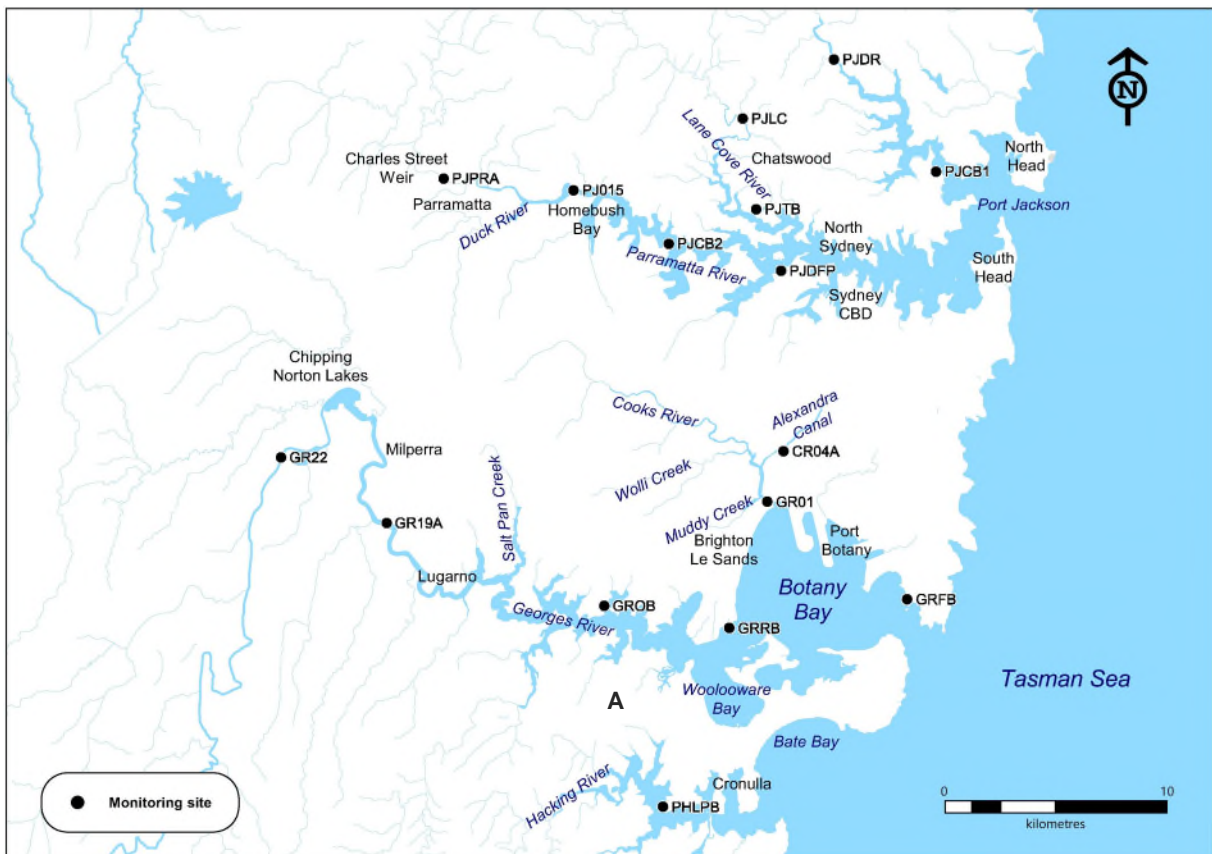 PJDR
N
PJLC
Lane Cove River
Chatswood
North
Head
PJCB1
Port Jackson
Charles Street
Weir
PJPRA
Parramatta
Duck River
PJ015
Homebush
Bay
PJTB
North
Sydney
PJCB2
Parramatta River
PJDFP
Sydney
CBD
South
Head
Chipping
Norton Lakes
Cooks River
Alexandra
Canal
Milperra
GR22
CR04A
Salt Pan Creek
Wolli Creek
GR01
Muddy Creek
GR19A
Brighton
Le Sands
Port
Botany
Lugarno
Botany
Bay
GROB
Georges River
GRFB
GRRB
Tasman Sea
A
Woolooware
Bay
Bate Bay
Cronulla
Hacking River
PHLPB
Monitoring site
0
10
kilometres